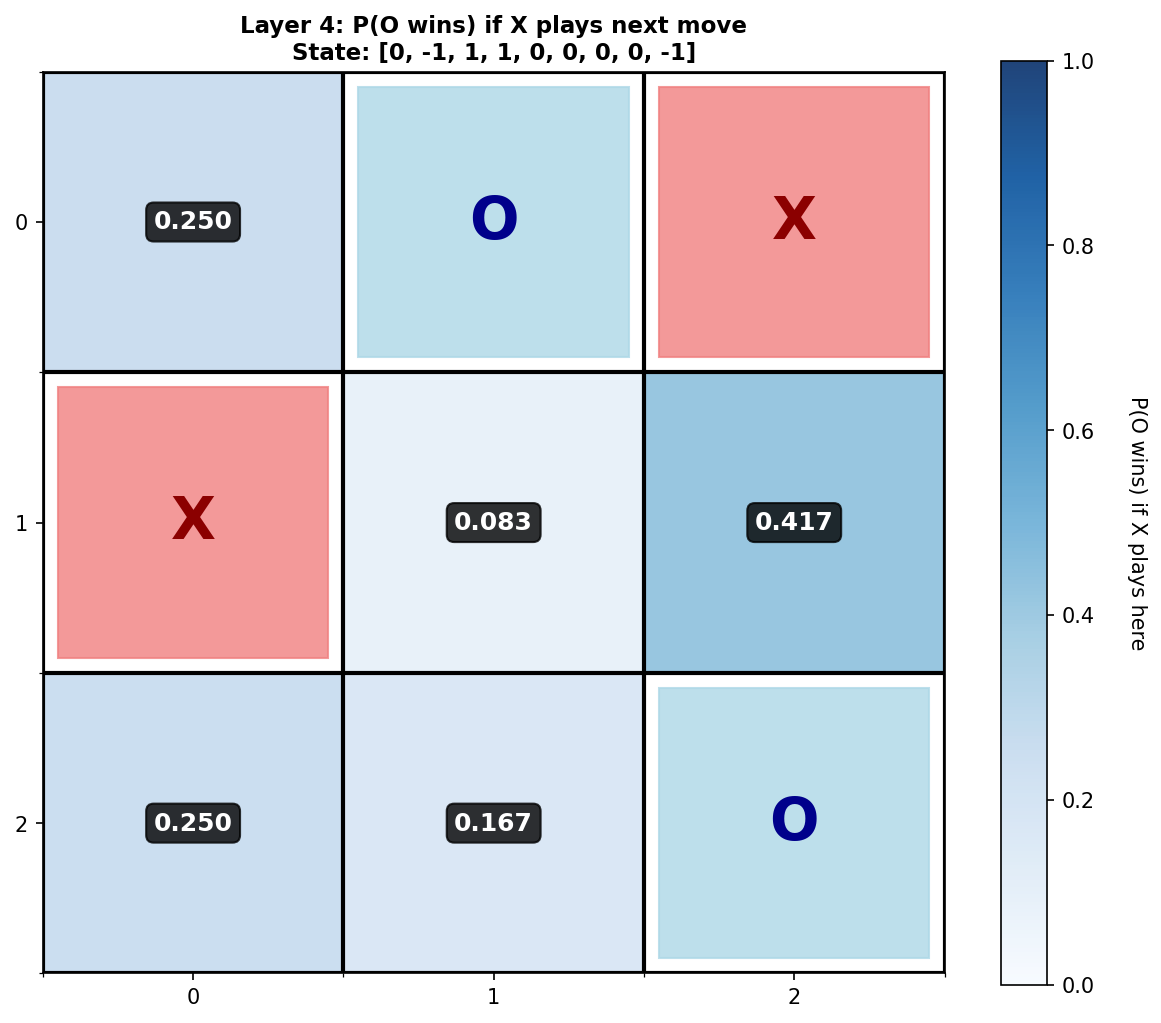 Layer 4: P(O wins) if X plays next move
State: [0, -1, 1, 1, 0, 0, 0, 0, -1]
0
0.250
O
X
1
X
0.083
0.417
2
0.250
0.167
O
0
1
2
1.0
0.8
0.6
0.4
0.2
0.0
P(O wins) if X plays here